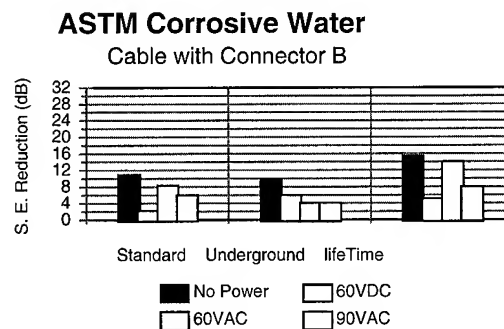 ASTM Corrosive Water
Cable with Connector B
S. E. Reduction (dB)
32
28
24
20
16
12
8
4
0
Standard Underground lifeTime
No Power 60VDC
60VAC 90VAC